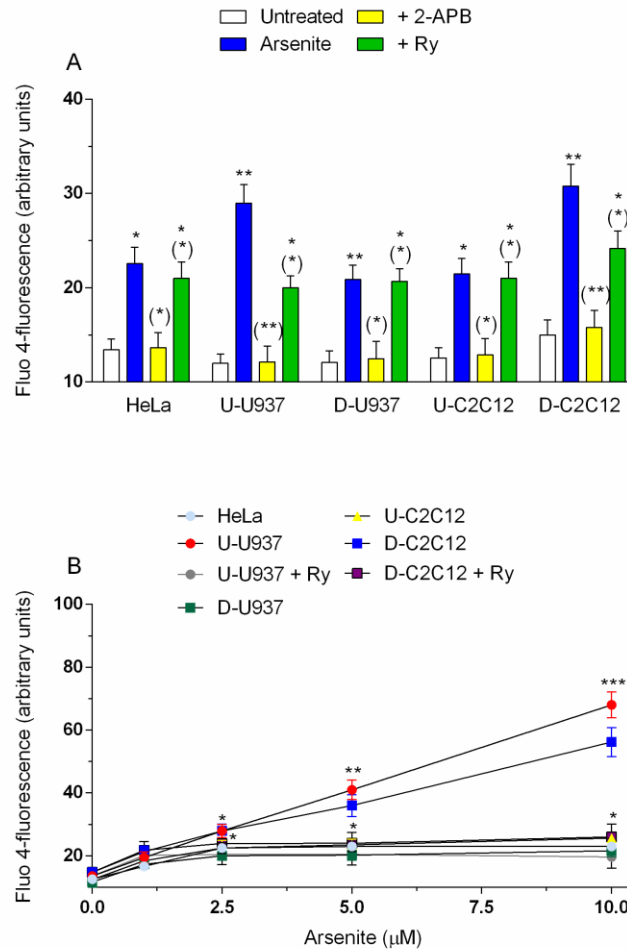 Untreated + 2-APB
Arsenite + Ry
A
Fluo 4-fluorescence (arbitrary units)
40
30
20
10
* ** * ** ** * * * * ** *
(*) (*) (**) (*) (*) (*) (*) (*) (**) (*)
HeLa U-U937 D-U937 U-C2C12 D-C2C12
HeLa U-C2C12
U-U937 D-C2C12
U-U937 + Ry D-C2C12 + Ry
D-U937
B
Fluo 4-fluorescence (arbitrary units)
100
80
60
40
20
***
**
* * * *
0.0 2.5 5.0 7.5 10.0
Arsenite (μM)